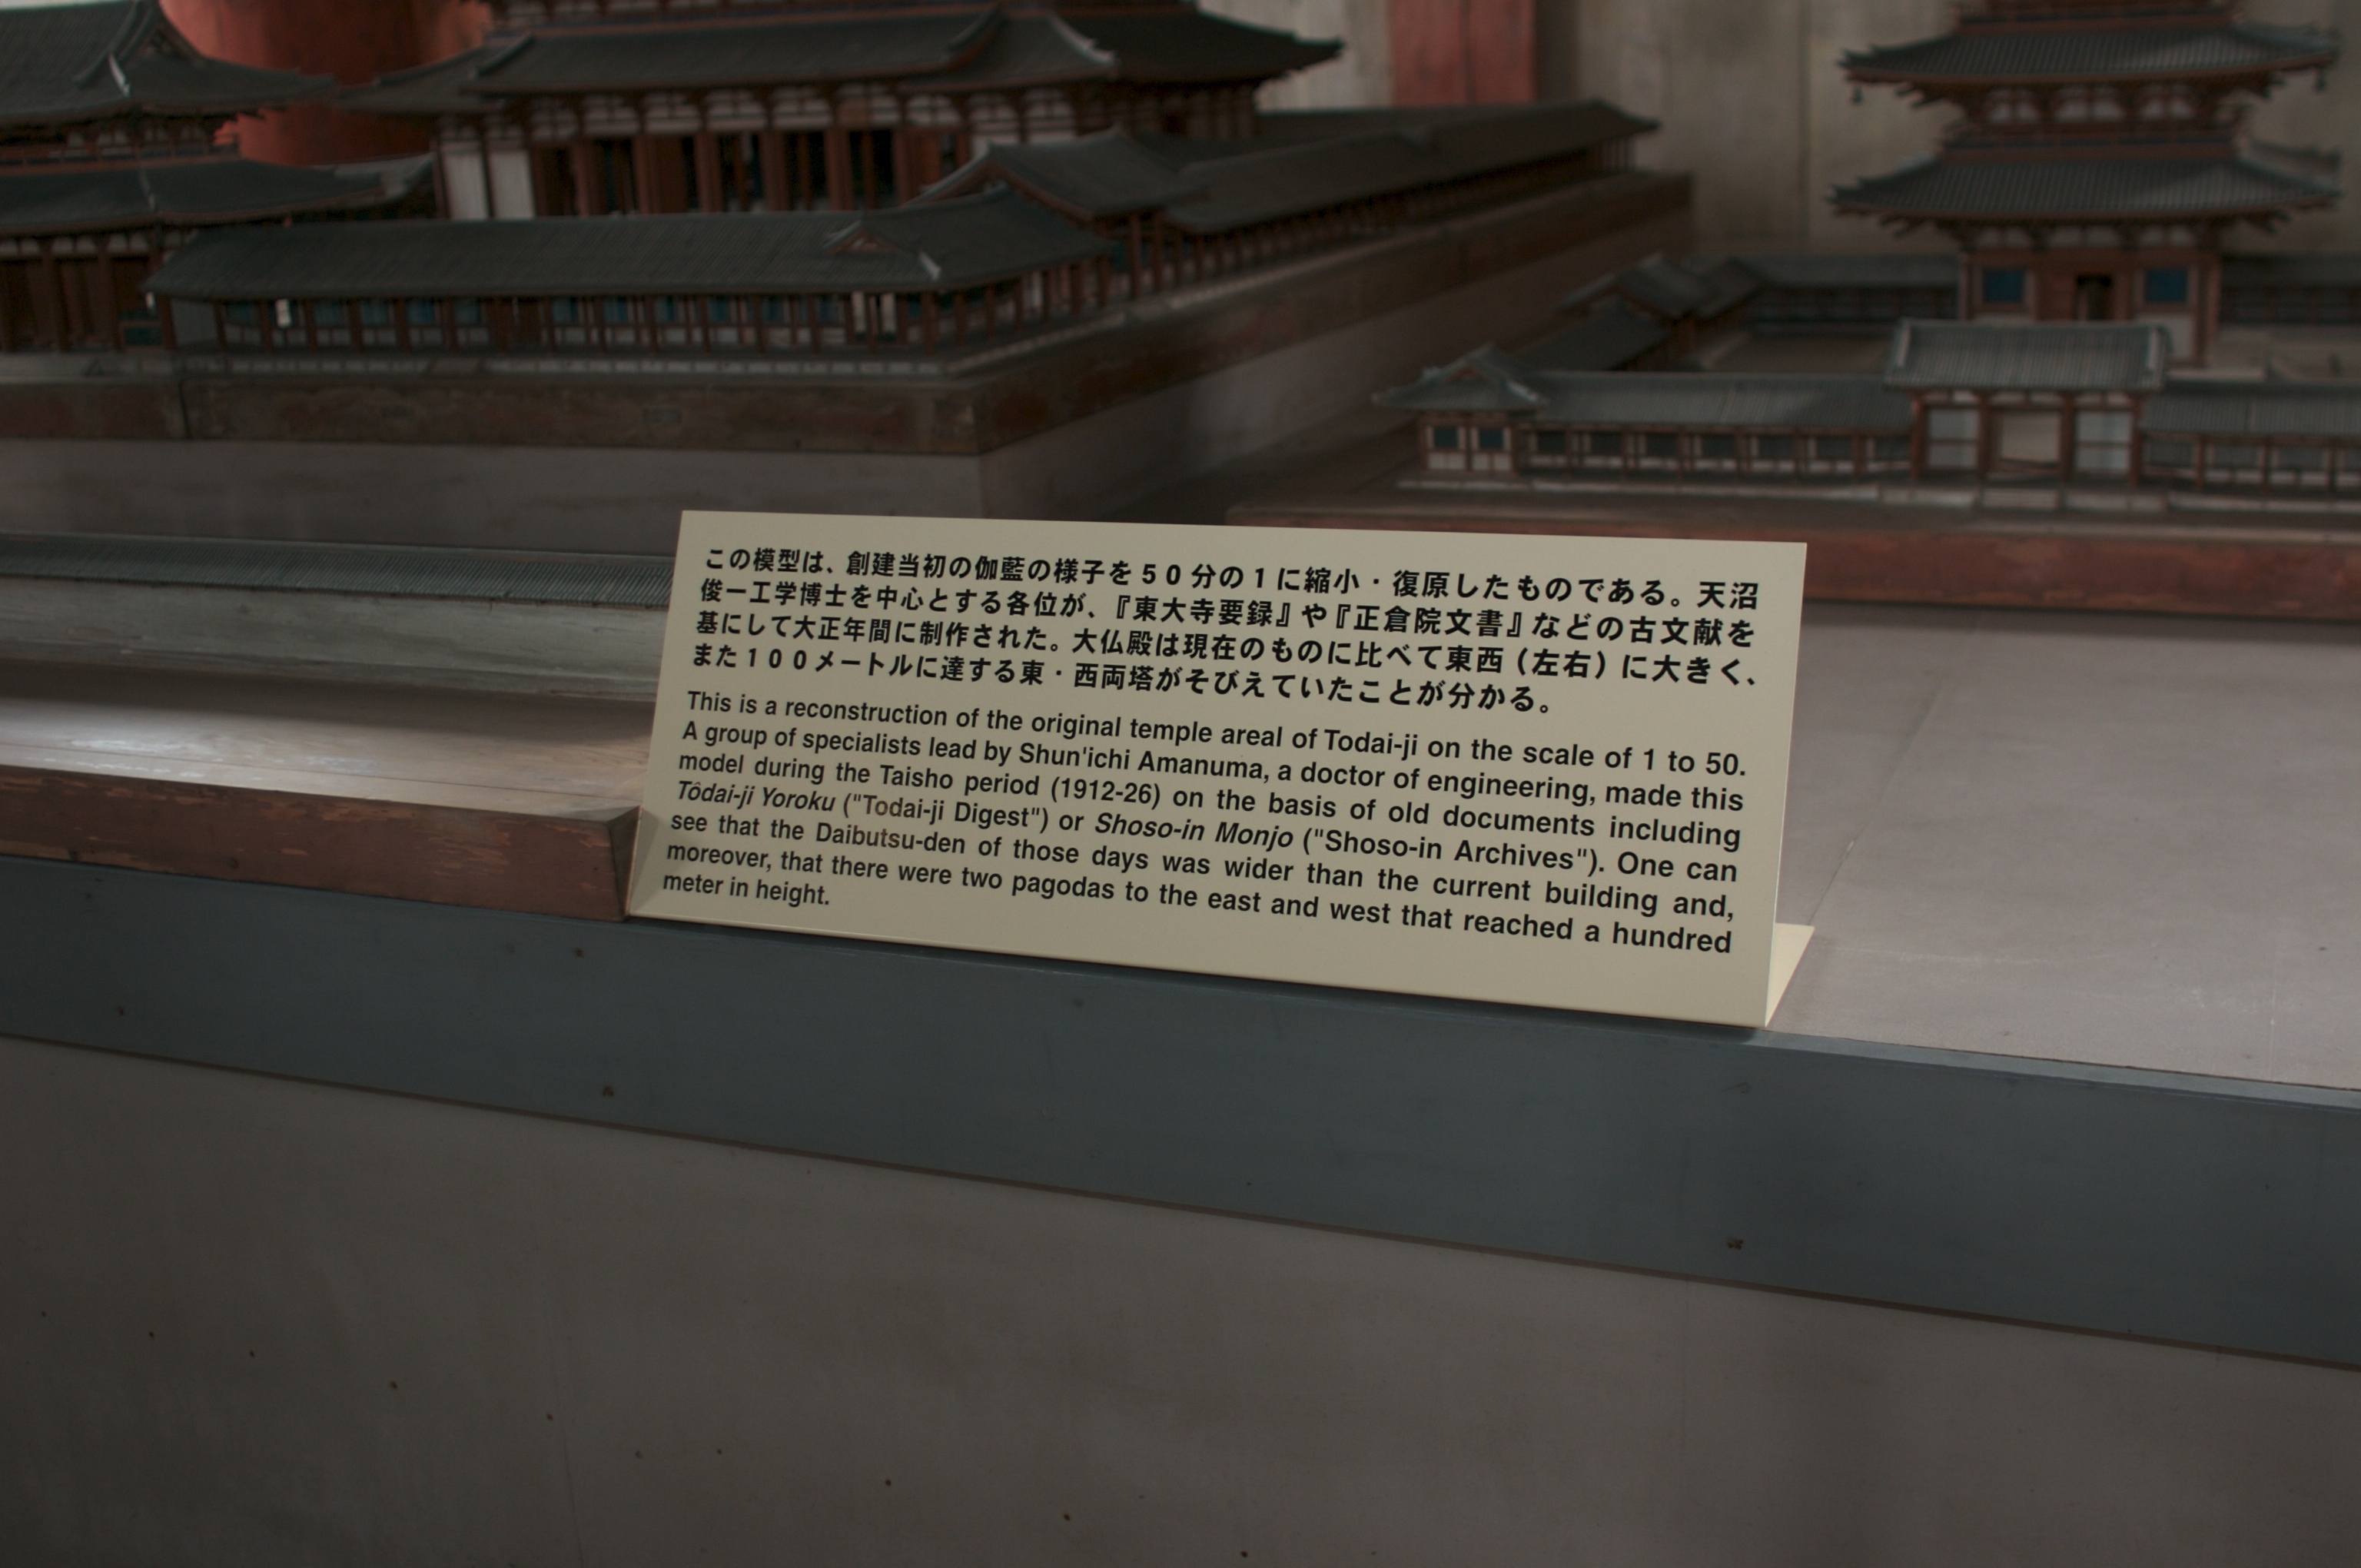 この模型は、創建当初の伽藍の様子を50分の1に縮小・復原したものである。天沼
俊一工学博士を中心とする各位が、『東大寺要録』や『正倉院文書』などの古文献を
基にして大正年間に制作された。大仏殿は現在のものに比べて東西（左右）に大きく、
また100メートルに達する東・西両塔がそびえていたことが分かる。
This is a reconstruction of the original temple areal of Todai-ji on the scale of 1 to 50.
A group of specialists lead by Shun'ichi Amanuma, a doctor of engineering, made this
model during the Taisho period (1912-26) on the basis of old documents including
Tôdai-ji Yoroku ("Todai-ji Digest") or Shoso-in Monjo ("Shoso-in Archives"). One can
see that the Daibutsu-den of those days was wider than the current building and,
moreover, that there were two pagodas to the east and west that reached a hundred
meter in height.